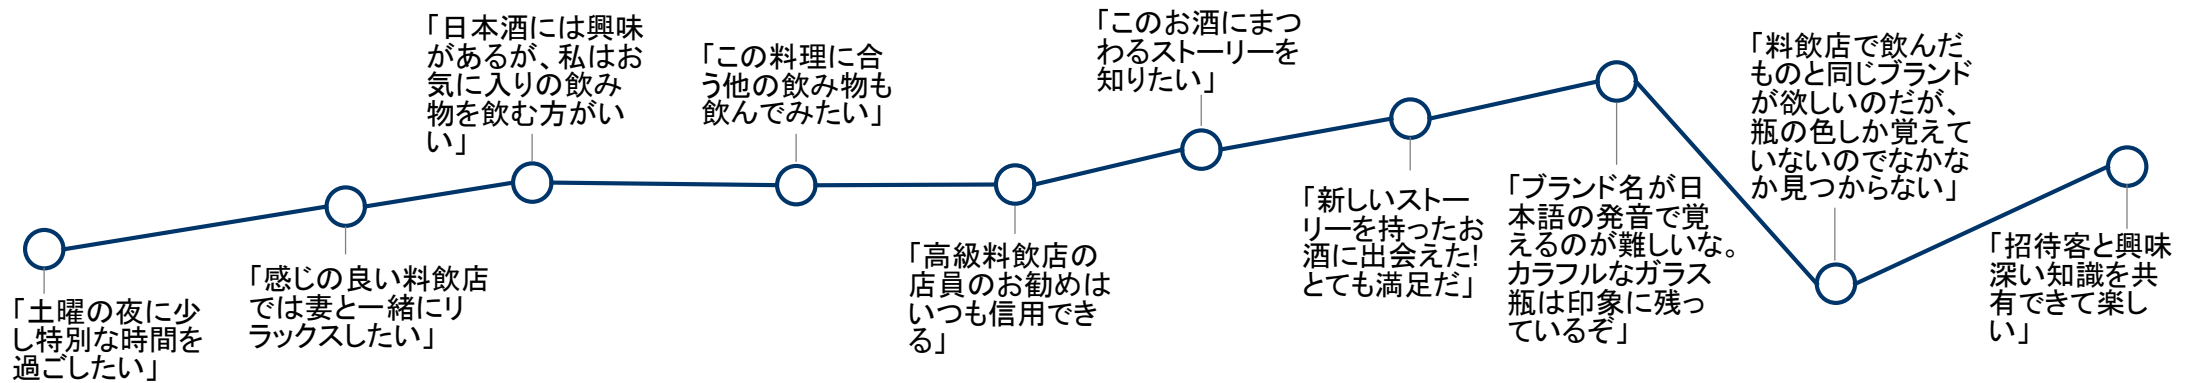 「土曜の夜に少
し特別な時間を
過ごしたい」
「感じの良い料飲店
では妻と一緒にリ
ラックスしたい」
「日本酒には興味
があるが、私はお
気に入りの飲み
物を飲む方がい
い」
「この料理に合
う他の飲み物も
飲んでみたい」
「高級料飲店の
店員のお勧めは
いつも信用でき
る」
「このお酒にまつ
わるストーリーを
知りたい」
「新しいストー
リーを持ったお
酒に出会えた!
とても満足だ」
「ブランド名が日
本語の発音で覚
えるのが難しいな。
カラフルなガラス
瓶は印象に残っ
ているぞ」
「料飲店で飲んだ
ものと同じブランド
が欲しいのだが、
瓶の色しか覚えて
いないのでなかな
か見つからない」
「招待客と興味
深い知識を共
有できて楽し
い」